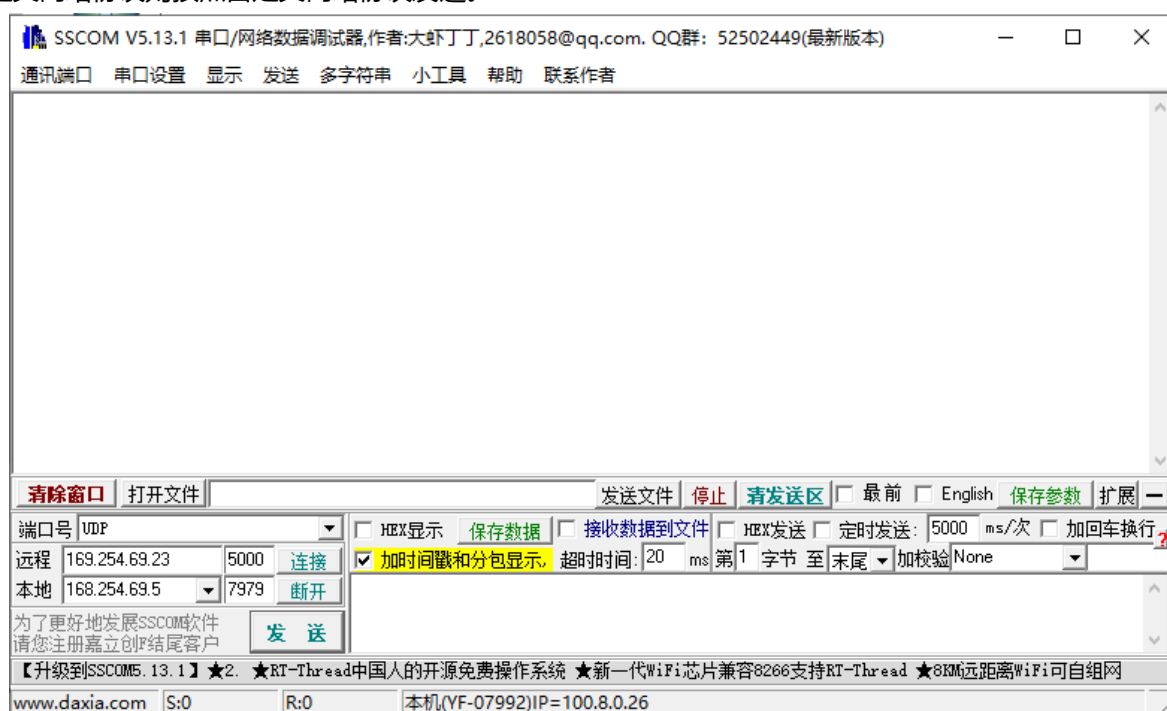 SSCOM V5.13.1 串口/网络数据调试器,作者:大虾丁丁,2618058@qq.com. QQ群: 52502449(最新版本)
通讯端口 串口设置 显示 发送 多字符串 小工具 帮助 联系作者
清除窗口 打开文件 发送文件 停止 清发送区 最前 English 保存参数 扩展 —
端口号 UDP HEX显示 保存数据 接收数据到文件 HEX发送 定时发送: 5000 ms/次 加回车换行
远程 169.254.69.23 5000 连接 加时间戳和分包显示, 超时时间: 20 ms 第1 字节 至 末尾 加校验 None ?
本地 168.254.69.5 7979 断开
为了更好地发展SSCOM软件
请您注册嘉立创F结尾客户
发 送
【升级到SSCOM5.13.1】★2. ★RT-Thread中国人的开源免费操作系统 ★新一代WiFi芯片兼容8266支持RT-Thread ★8KM远距离WiFi可自组网
www.daxia.com S:0 R:0 本机(YF-07992)IP=100.8.0.26